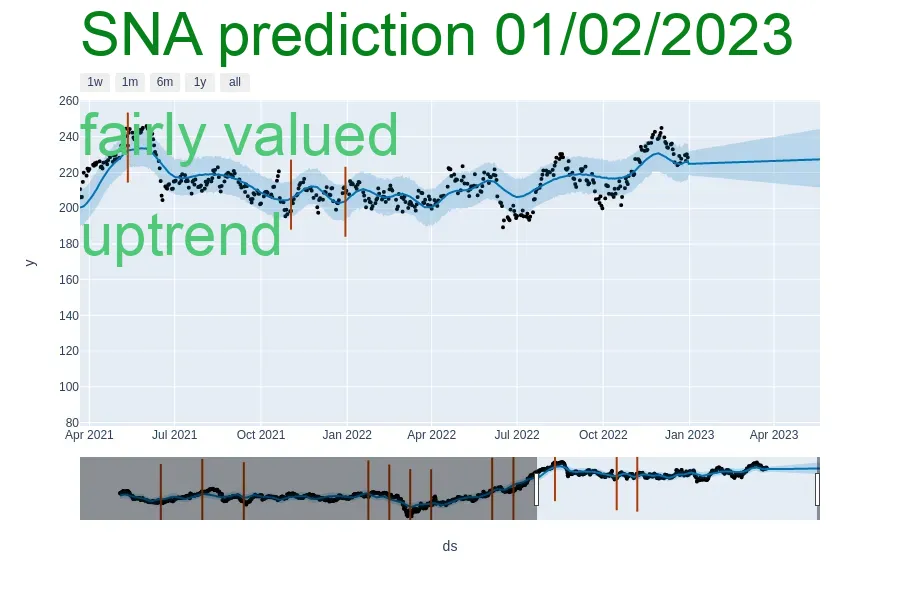 SNA prediction 01/02/2023
1w 1m 6m 1y all
260
fairly valued
240
220
200
uptrend
180
y
160
140
120
100
80
Apr 2021 Jul 2021 Oct 2021 Jan 2022 Apr 2022 Jul 2022 Oct 2022 Jan 2023 Apr 2023
ds